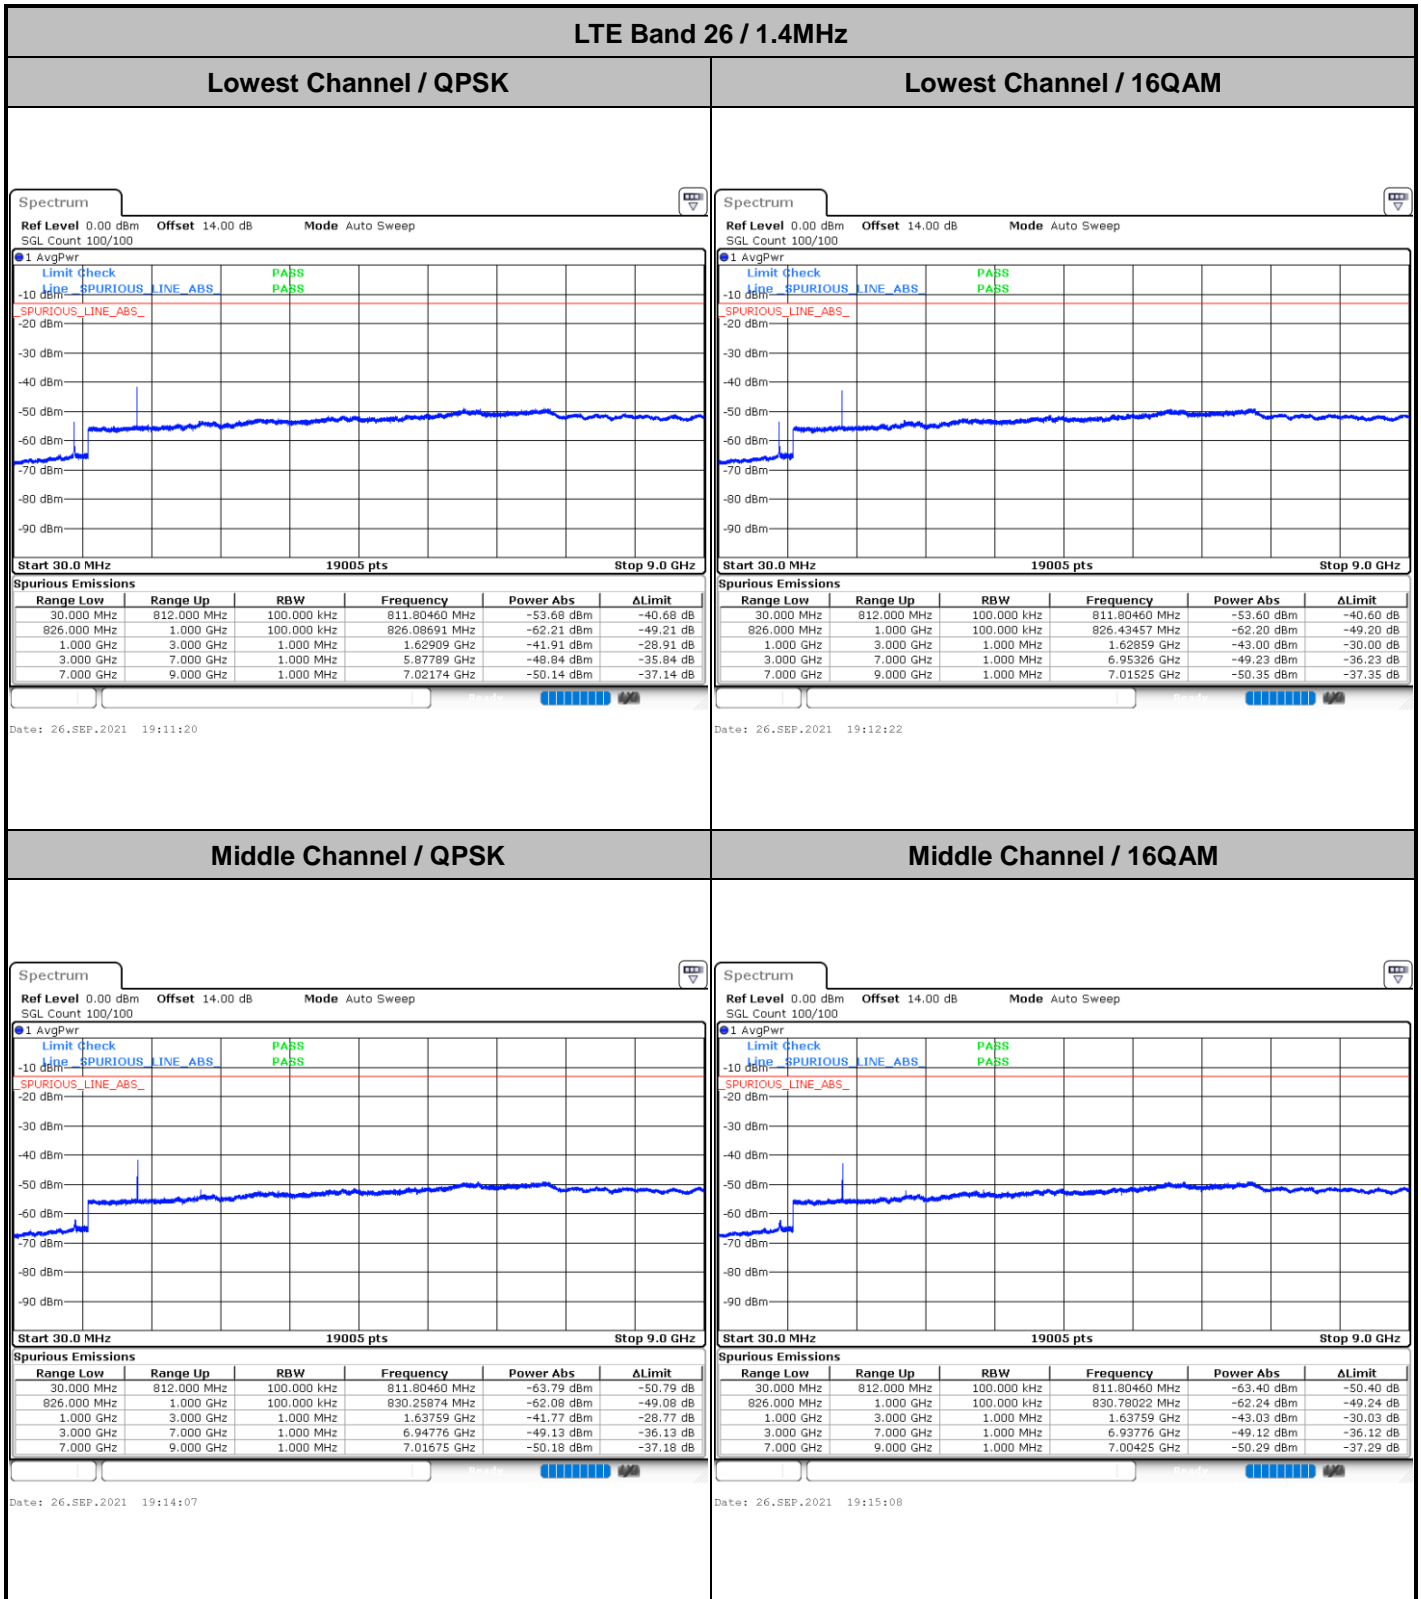 LTE Band 26 / 1.4MHz
Lowest Channel / QPSK
Lowest Channel / 16QAM
Spectrum
Ref Level 0.00 dBm Offset 14.00 dB Mode Auto Sweep
SGL Count 100/100
1 AvgPwr
Limit Check PASS
Line _SPURIOUS_LINE_ABS_ PASS
-10 dBm
_SPURIOUS_LINE_ABS_
-20 dBm
-30 dBm
-40 dBm
-50 dBm
-60 dBm
-70 dBm
-80 dBm
-90 dBm
Start 30.0 MHz 19005 pts Stop 9.0 GHz
Spurious Emissions
Range Low Range Up RBW Frequency Power Abs ΔLimit
30.000 MHz 812.000 MHz 100.000 kHz 811.80460 MHz -53.68 dBm -40.68 dB
826.000 MHz 1.000 GHz 100.000 kHz 826.08691 MHz -62.21 dBm -49.21 dB
1.000 GHz 3.000 GHz 1.000 MHz 1.62909 GHz -41.91 dBm -28.91 dB
3.000 GHz 7.000 GHz 1.000 MHz 5.87789 GHz -48.84 dBm -35.84 dB
7.000 GHz 9.000 GHz 1.000 MHz 7.02174 GHz -50.14 dBm -37.14 dB
Date: 26.SEP.2021 19:11:20
Spectrum
Ref Level 0.00 dBm Offset 14.00 dB Mode Auto Sweep
SGL Count 100/100
1 AvgPwr
Limit Check PASS
Line _SPURIOUS_LINE_ABS_ PASS
-10 dBm
_SPURIOUS_LINE_ABS_
-20 dBm
-30 dBm
-40 dBm
-50 dBm
-60 dBm
-70 dBm
-80 dBm
-90 dBm
Start 30.0 MHz 19005 pts Stop 9.0 GHz
Spurious Emissions
Range Low Range Up RBW Frequency Power Abs ΔLimit
30.000 MHz 812.000 MHz 100.000 kHz 811.80460 MHz -53.60 dBm -40.60 dB
826.000 MHz 1.000 GHz 100.000 kHz 826.43457 MHz -62.20 dBm -49.20 dB
1.000 GHz 3.000 GHz 1.000 MHz 1.62859 GHz -43.00 dBm -30.00 dB
3.000 GHz 7.000 GHz 1.000 MHz 6.95326 GHz -49.23 dBm -36.23 dB
7.000 GHz 9.000 GHz 1.000 MHz 7.01525 GHz -50.35 dBm -37.35 dB
Date: 26.SEP.2021 19:12:22
Middle Channel / QPSK
Middle Channel / 16QAM
Spectrum
Ref Level 0.00 dBm Offset 14.00 dB Mode Auto Sweep
SGL Count 100/100
1 AvgPwr
Limit Check PASS
Line _SPURIOUS_LINE_ABS_ PASS
-10 dBm
_SPURIOUS_LINE_ABS_
-20 dBm
-30 dBm
-40 dBm
-50 dBm
-60 dBm
-70 dBm
-80 dBm
-90 dBm
Start 30.0 MHz 19005 pts Stop 9.0 GHz
Spurious Emissions
Range Low Range Up RBW Frequency Power Abs ΔLimit
30.000 MHz 812.000 MHz 100.000 kHz 811.80460 MHz -63.79 dBm -50.79 dB
826.000 MHz 1.000 GHz 100.000 kHz 830.25874 MHz -62.08 dBm -49.08 dB
1.000 GHz 3.000 GHz 1.000 MHz 1.63759 GHz -41.77 dBm -28.77 dB
3.000 GHz 7.000 GHz 1.000 MHz 6.94776 GHz -49.13 dBm -36.13 dB
7.000 GHz 9.000 GHz 1.000 MHz 7.01675 GHz -50.18 dBm -37.18 dB
Date: 26.SEP.2021 19:14:07
Spectrum
Ref Level 0.00 dBm Offset 14.00 dB Mode Auto Sweep
SGL Count 100/100
1 AvgPwr
Limit Check PASS
Line _SPURIOUS_LINE_ABS_ PASS
-10 dBm
_SPURIOUS_LINE_ABS_
-20 dBm
-30 dBm
-40 dBm
-50 dBm
-60 dBm
-70 dBm
-80 dBm
-90 dBm
Start 30.0 MHz 19005 pts Stop 9.0 GHz
Spurious Emissions
Range Low Range Up RBW Frequency Power Abs ΔLimit
30.000 MHz 812.000 MHz 100.000 kHz 811.80460 MHz -63.40 dBm -50.40 dB
826.000 MHz 1.000 GHz 100.000 kHz 830.78022 MHz -62.24 dBm -49.24 dB
1.000 GHz 3.000 GHz 1.000 MHz 1.63759 GHz -43.03 dBm -30.03 dB
3.000 GHz 7.000 GHz 1.000 MHz 6.93776 GHz -49.12 dBm -36.12 dB
7.000 GHz 9.000 GHz 1.000 MHz 7.00425 GHz -50.29 dBm -37.29 dB
Date: 26.SEP.2021 19:15:08